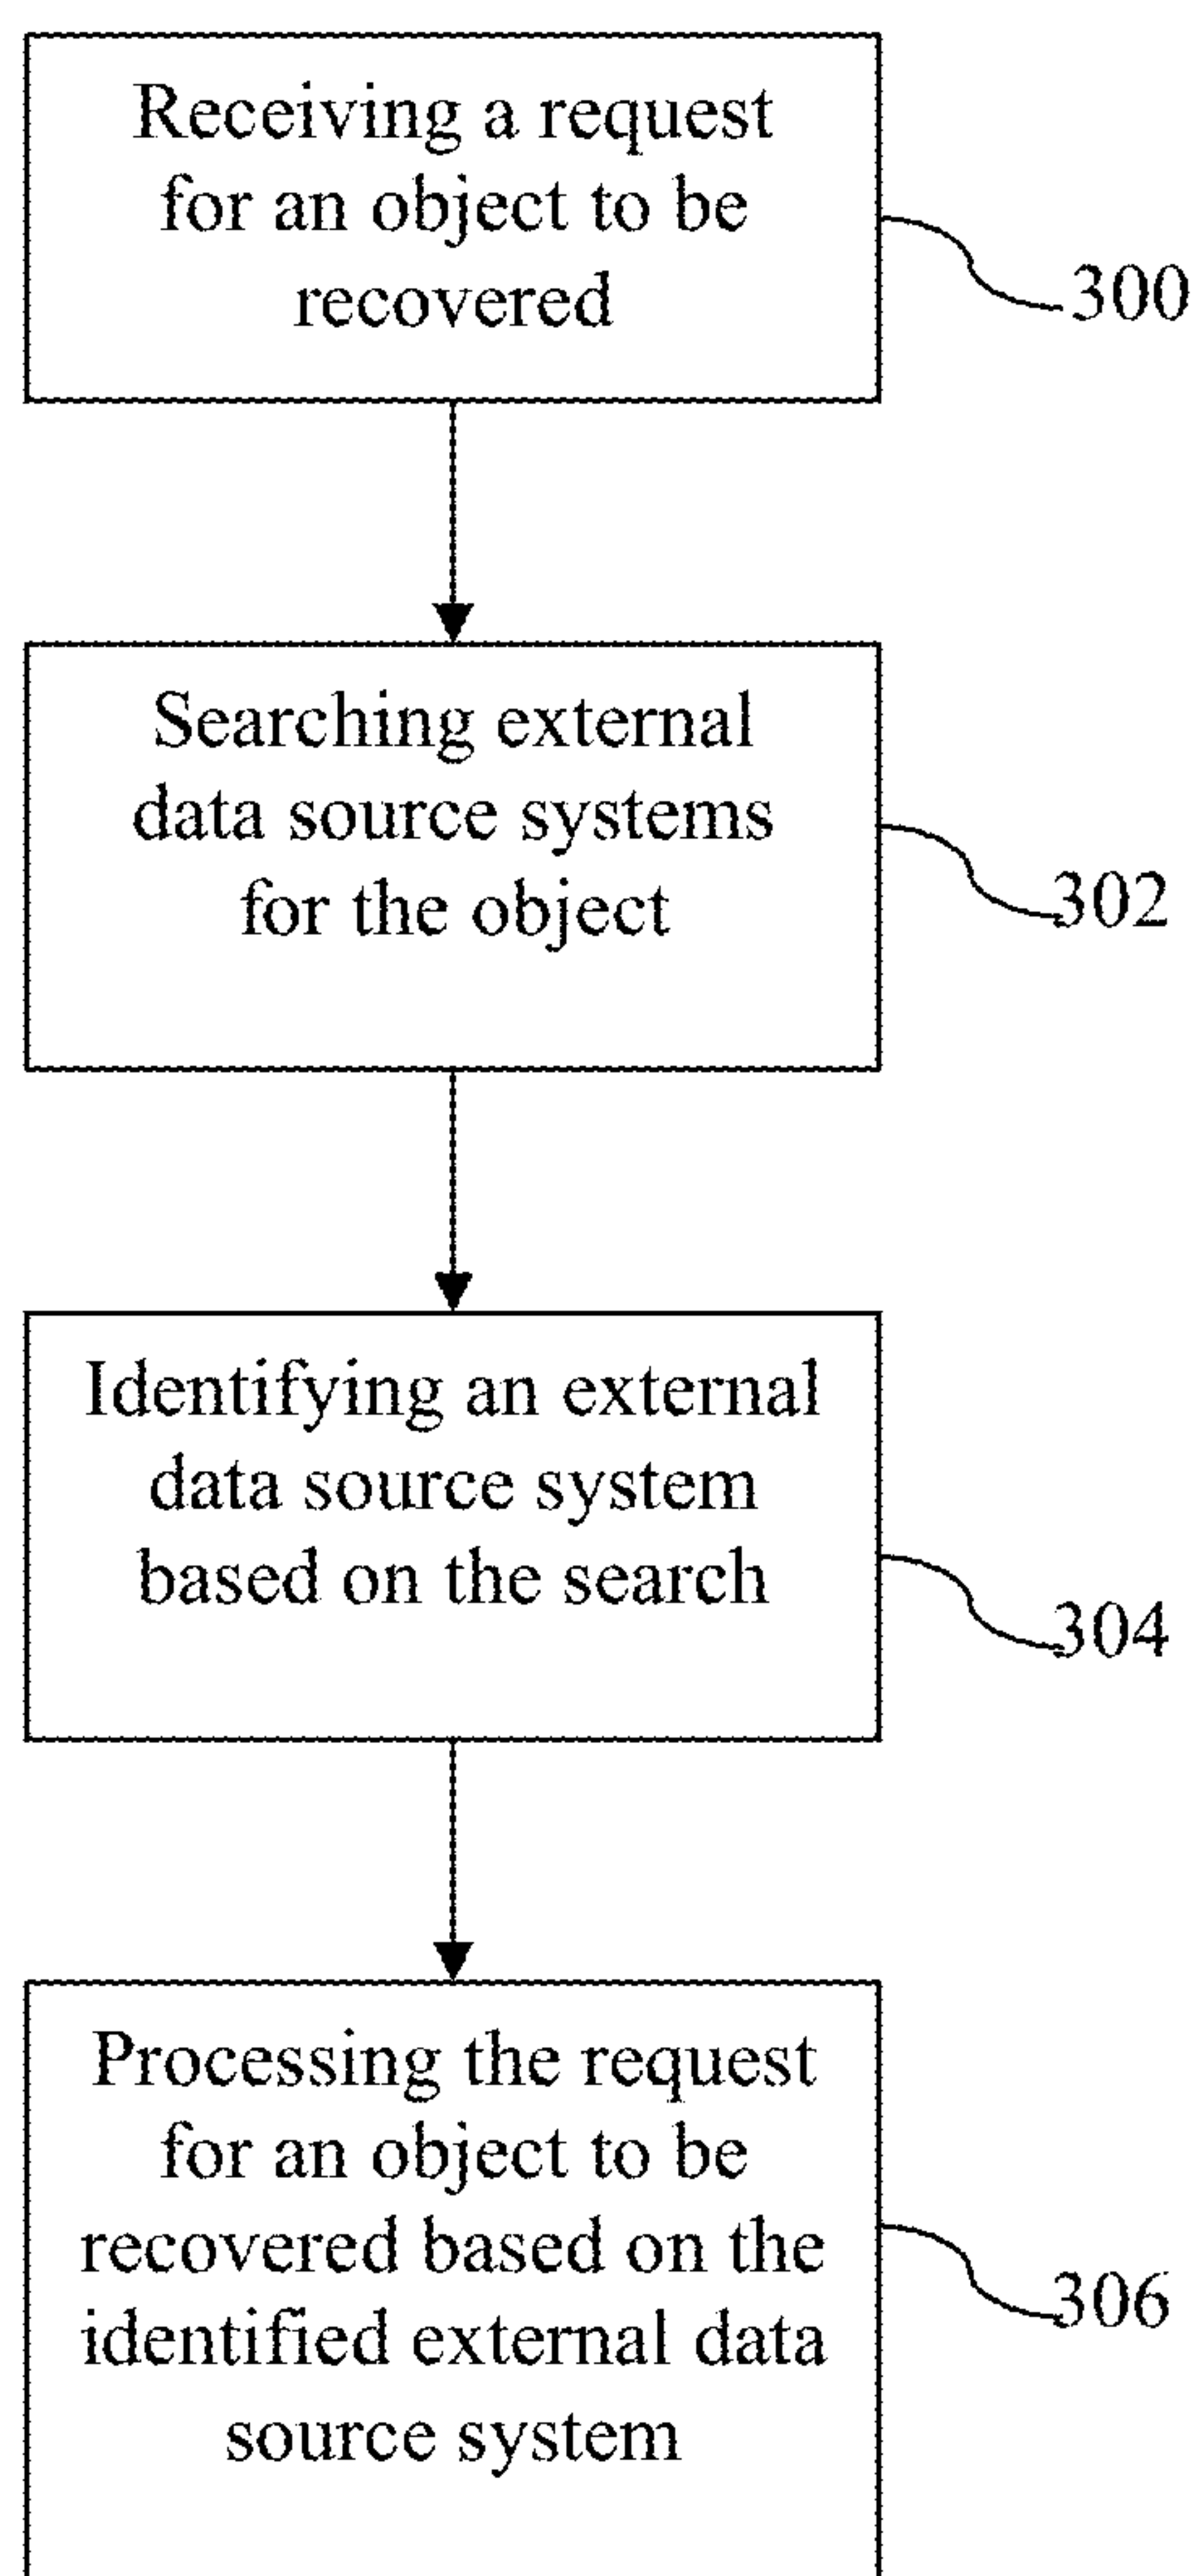 Receiving a request
for an object to be
recovered
300
Searching external
data source systems
for the object
302
Identifying an external
data source system
based on the search
304
Processing the request
for an object to be
recovered based on the
identified external data
source system
306